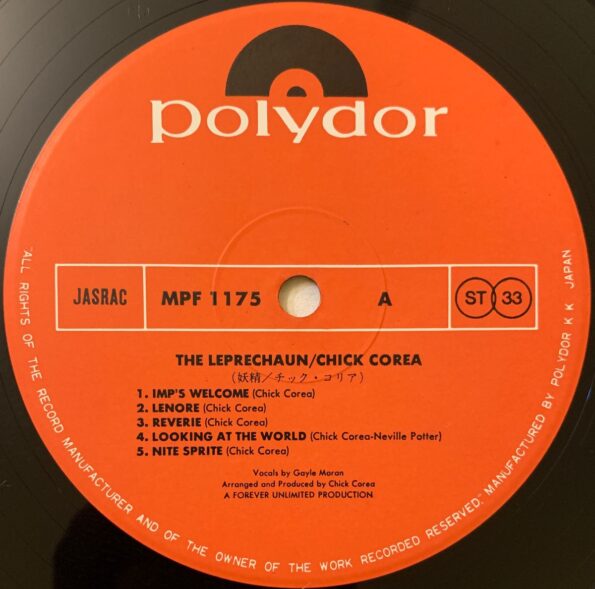 polydor
JASRAC MPF 1175 A ST 33
THE LEPRECHAUN/CHICK COREA
(妖精/チック・コリア)
1. IMP'S WELCOME (Chick Corea)
2. LENORE (Chick Corea)
3. REVERIE (Chick Corea)
4. LOOKING AT THE WORLD (Chick Corea-Neville Potter)
5. NITE SPRITE (Chick Corea)
Vocals by Gayle Moran
Arranged and Produced by Chick Corea
A FOREVER UNLIMITED PRODUCTION
"ALL RIGHTS OF THE RECORD MANUFACTURER AND OF THE OWNER OF THE WORK RECORDED RESERVED." MANUFACTURED BY POLYDOR K K JAPAN